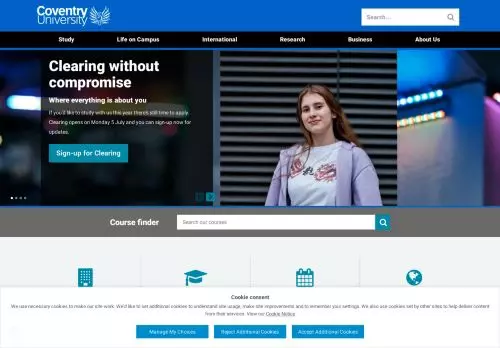 Coventry
University
Search...
Study
Life on Campus
International
Research
Business
About Us
Clearing without
compromise
Where everything is about you
If you'd like to study with us this year there's still time to apply.
Clearing opens on Monday 5 July and you can sign-up now for
updates.
Sign-up for Clearing
Course finder
Search our courses
Cookie consent
We use necessary cookies to make our site work. We'd like to set additional cookies to understand site usage, make site improvements and to remember your settings. We also use cookies set by other sites to help deliver content
from their services. View our Cookie Notice
Manage My Choices
Reject Additional Cookies
Accept Additional Cookies